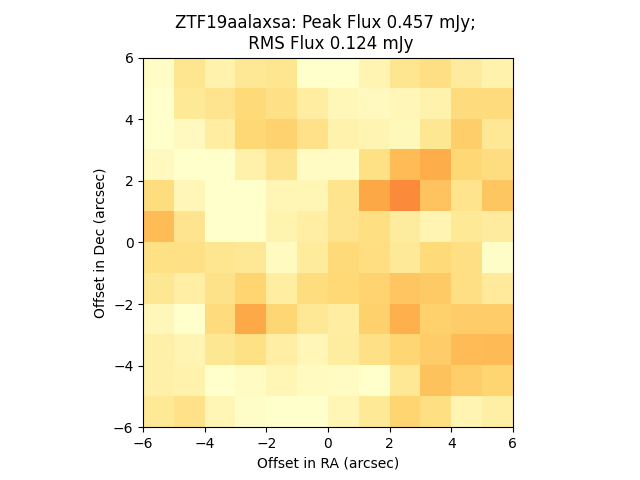 ZTF19aalaxsa: Peak Flux 0.457 mJy;
RMS Flux 0.124 mJy
6
4
2
0
−2
−4
−6
Offset in Dec (arcsec)
−6 −4 −2 0 2 4 6
Offset in RA (arcsec)